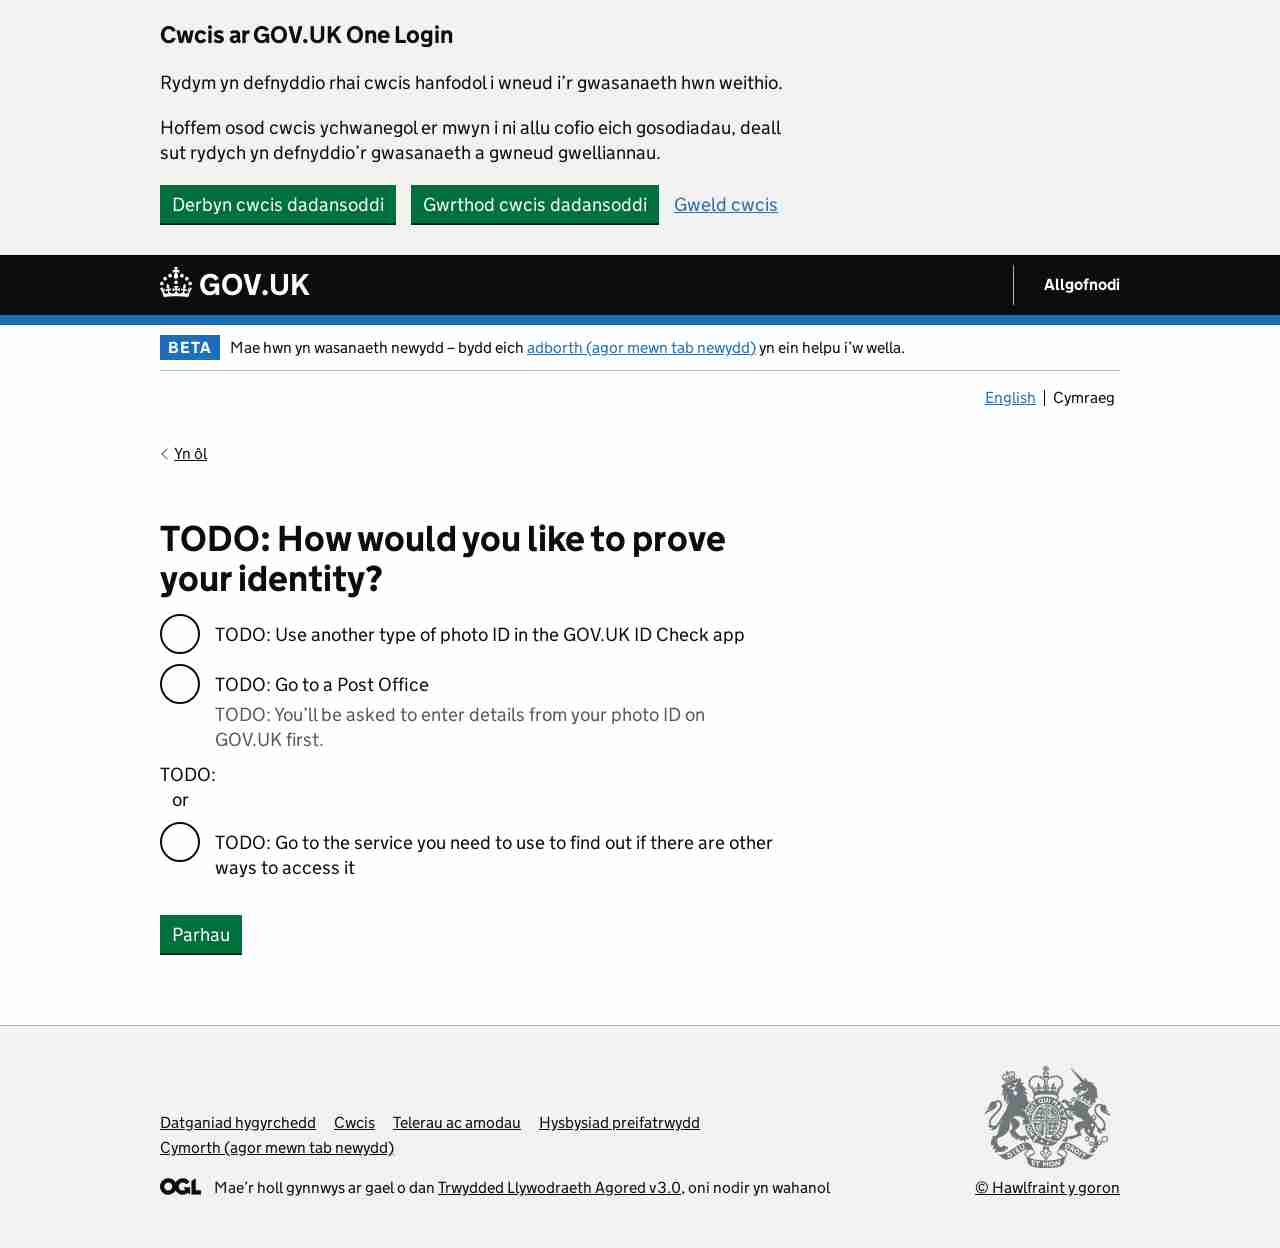 Cwcis ar GOV.UK One Login
Rydym yn defnyddio rhai cwcis hanfodol i wneud i’r gwasanaeth hwn weithio.
Hoffem osod cwcis ychwanegol er mwyn i ni allu cofio eich gosodiadau, deall
sut rydych yn defnyddio’r gwasanaeth a gwneud gwelliannau.
Derbyn cwcis dadansoddi Gwrthod cwcis dadansoddi Gweld cwcis
GOV.UK Allgofnodi
BETA Mae hwn yn wasanaeth newydd – bydd eich adborth (agor mewn tab newydd) yn ein helpu i’w wella.
English Cymraeg
Yn ôl
TODO: How would you like to prove
your identity?
TODO: Use another type of photo ID in the GOV.UK ID Check app
TODO: Go to a Post Office
TODO: You’ll be asked to enter details from your photo ID on
GOV.UK first.
TODO:
or
TODO: Go to the service you need to use to find out if there are other
ways to access it
Parhau
Datganiad hygyrchedd Cwcis Telerau ac amodau Hysbysiad preifatrwydd
Cymorth (agor mewn tab newydd)
OGL Mae’r holl gynnwys ar gael o dan Trwydded Llywodraeth Agored v3.0, oni nodir yn wahanol
© Hawlfraint y goron